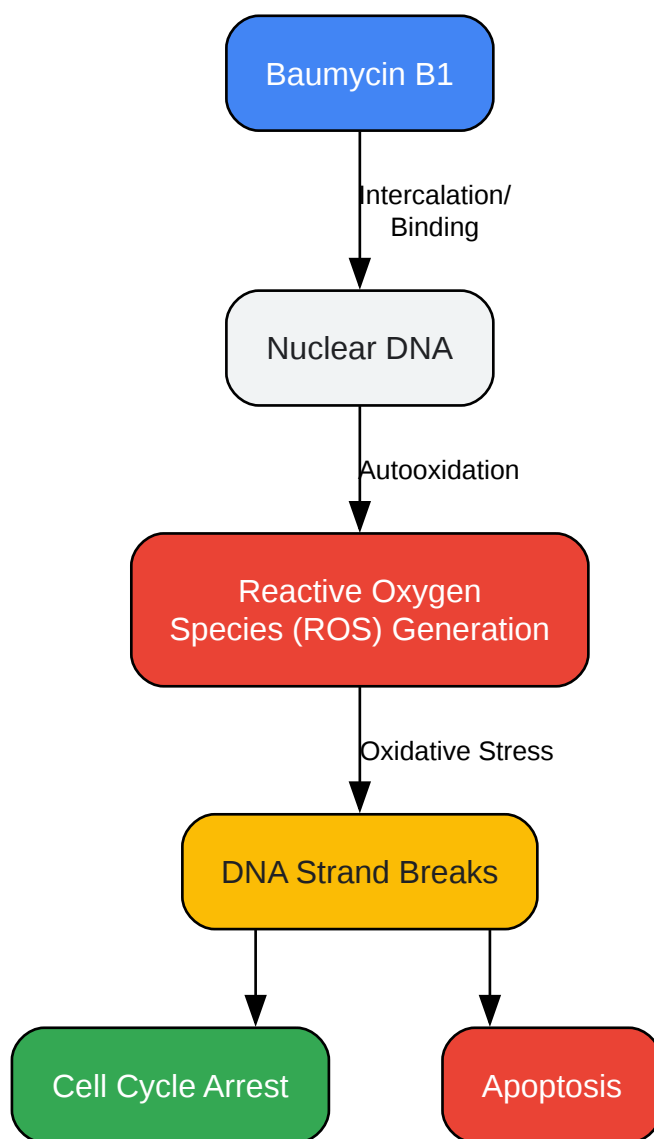 Baumycin B1
Intercalation/
Binding
Nuclear DNA
Autooxidation
Reactive Oxygen
Species (ROS) Generation
Oxidative Stress
DNA Strand Breaks
Cell Cycle Arrest
Apoptosis